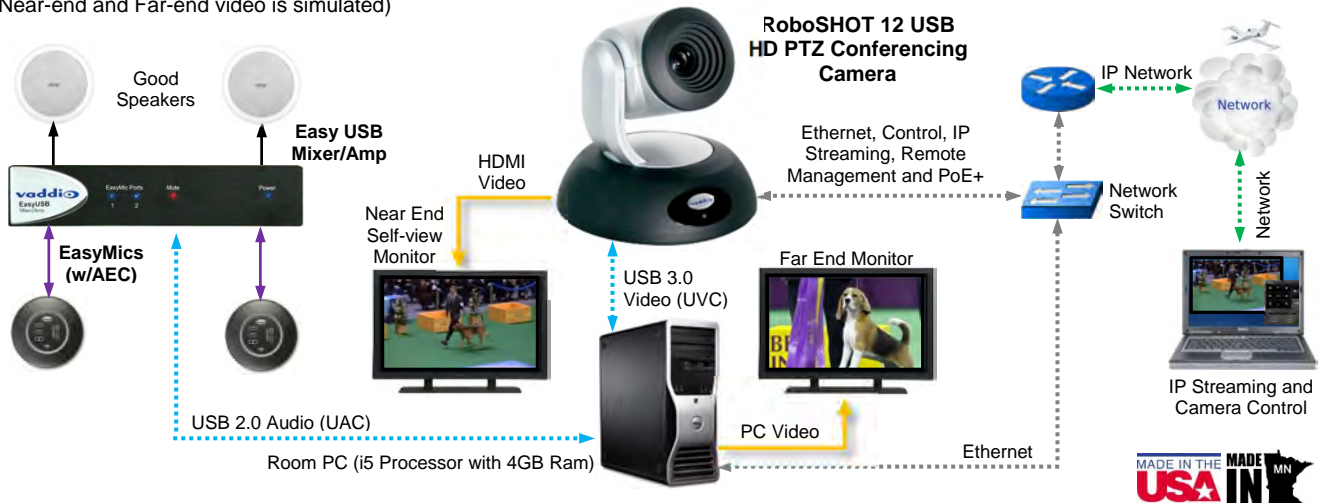 Near-end and Far-end video is simulated)
RoboSHOT 12 USB
HD PTZ Conferencing
Camera
Good
Speakers
IP Network
Network
Easy USB
Mixer/Amp
HDMI
Video
Ethernet, Control, IP
Streaming, Remote
Management and PoE+
vaddio
EasyUSB
Mixer/Amp
EasyMic Ports
1 2
Mute
Power
Network
Switch
Network
Near End
Self-view
Monitor
EasyMics
(w/AEC)
USB 3.0
Video (UVC)
Far End Monitor
IP Streaming and
Camera Control
USB 2.0 Audio (UAC)
PC Video
Room PC (i5 Processor with 4GB Ram)
Ethernet
MADE IN THE
USA
MADE
IN
MN